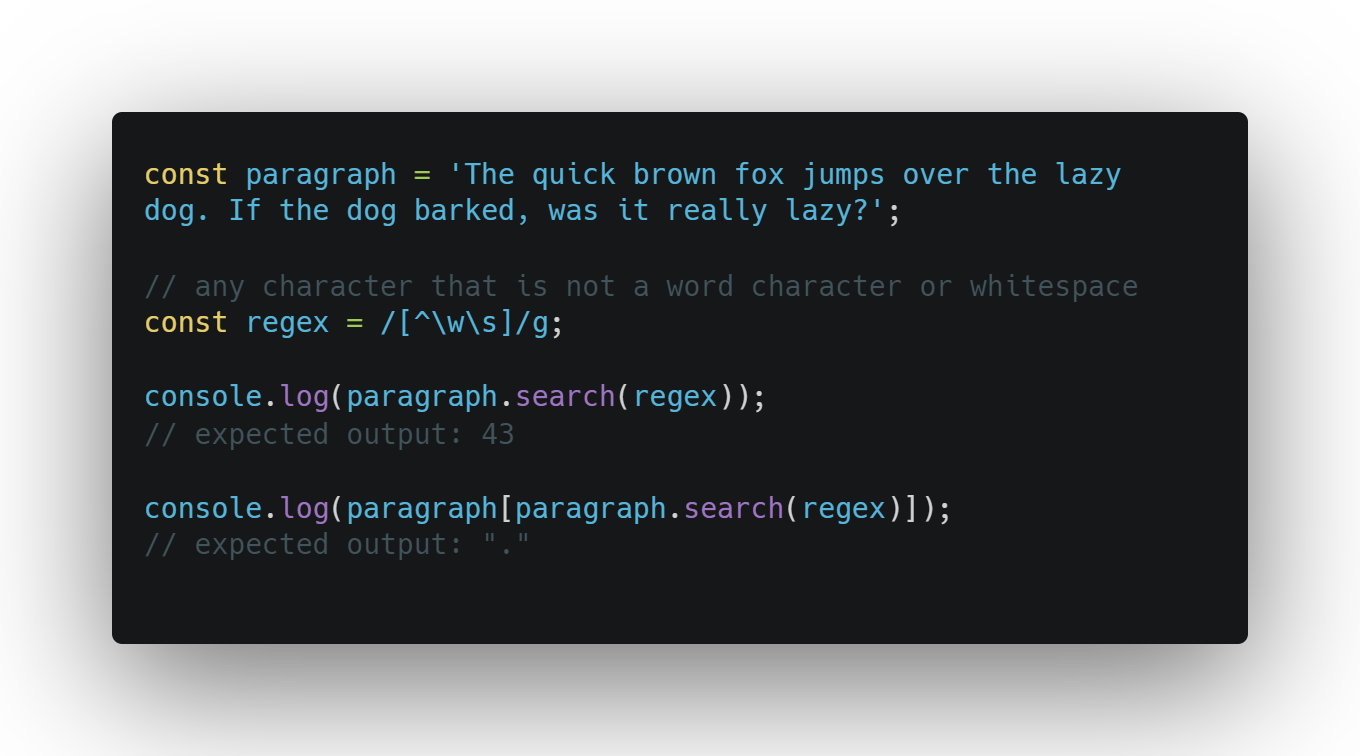 const paragraph = 'The quick brown fox jumps over the lazy
dog. If the dog barked, was it really lazy?';
// any character that is not a word character or whitespace
const regex = /[^\w\s]/g;
console.log(paragraph.search(regex));
// expected output: 43
console.log(paragraph[paragraph.search(regex)]);
// expected output: "."